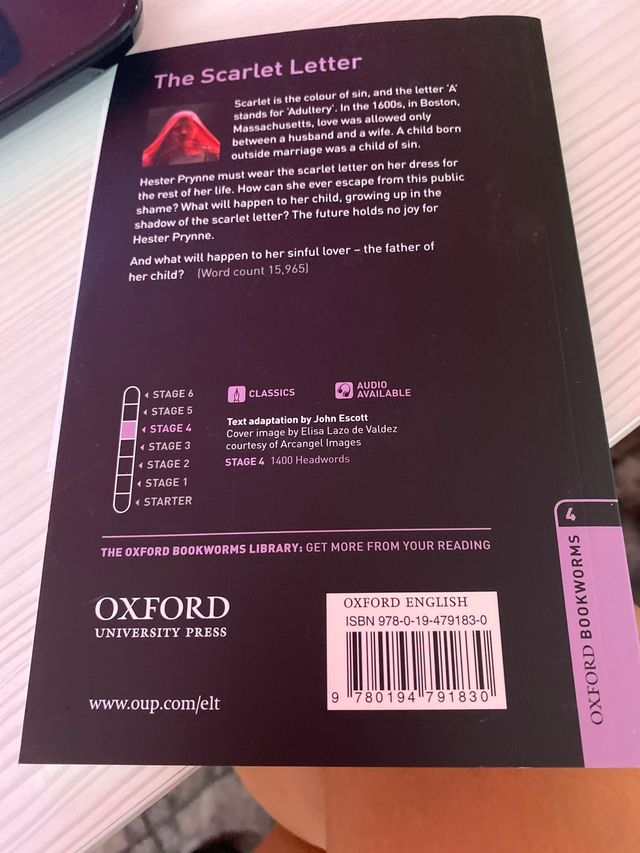 The Scarlet Letter
Scarlet is the colour of sin, and the letter 'A'
stands for 'Adultery'. In the 1600s, in Boston,
Massachusetts, love was allowed only
between a husband and a wife. A child born
outside marriage was a child of sin.
Hester Prynne must wear the scarlet letter on her dress for
the rest of her life. How can she ever escape from this public
shame? What will happen to her child, growing up in the
shadow of the scarlet letter? The future holds no joy for
Hester Prynne.
And what will happen to her sinful lover – the father of
her child? (Word count 15,965)
STAGE 6
STAGE 5
STAGE 4
STAGE 3
STAGE 2
STAGE 1
STARTER
CLASSICS
AUDIO
AVAILABLE
Text adaptation by John Escott
Cover image by Elisa Lazo de Valdez
courtesy of Arcangel Images
STAGE 4 1400 Headwords
THE OXFORD BOOKWORMS LIBRARY: GET MORE FROM YOUR READING
OXFORD
UNIVERSITY PRESS
www.oup.com/elt
OXFORD ENGLISH
ISBN 978-0-19-479183-0
9 780194 791830
4
OXFORD BOOKWORMS